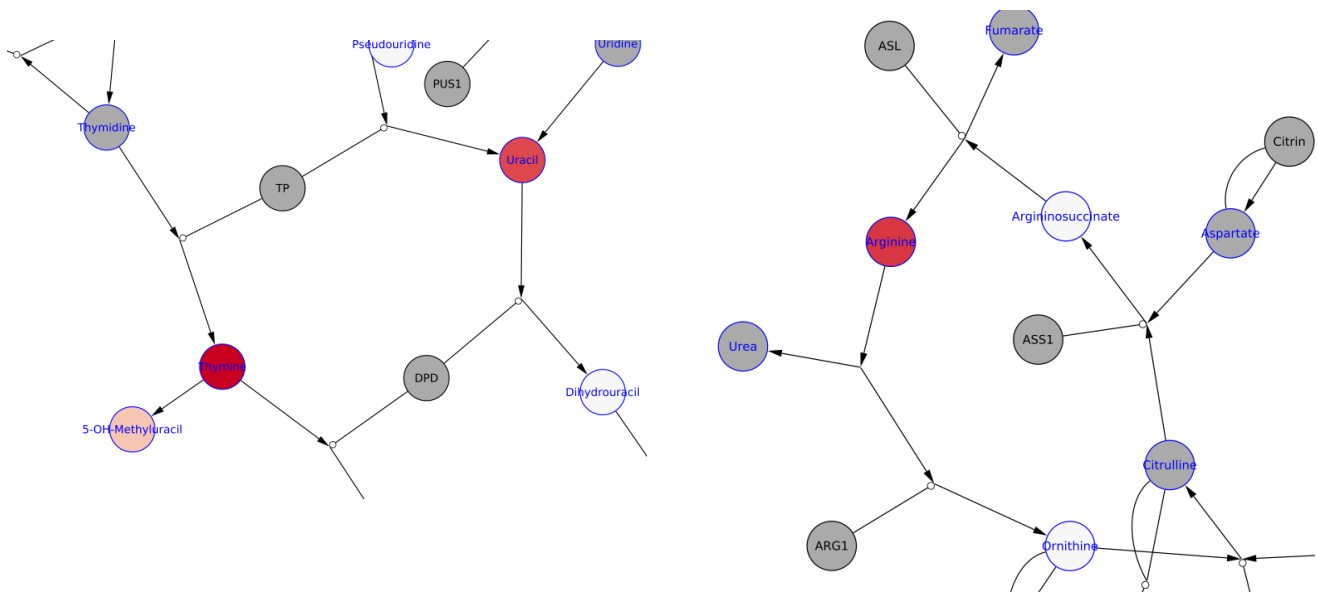 Pseudouridine
Uridine
PUS1
Thymidine
Uracil
TP
Thymine
DPD
Dihydrouracil
5-OH-Methyluracil
Fumarate
ASL
Citrin
Argininosuccinate
Aspartate
Arginine
ASS1
Urea
Citrulline
ARG1
Ornithine